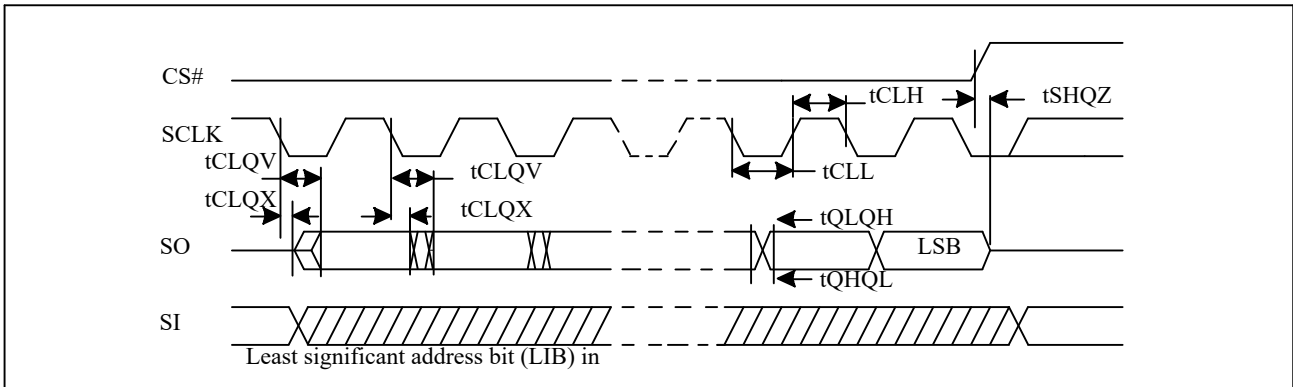 CS#
tCLH
tSHQZ
SCLK
tCLQV
tCLQV
tCLL
tCLQX
tCLQX
tQLQH
SO
LSB
tQHQL
SI
Least significant address bit (LIB) in